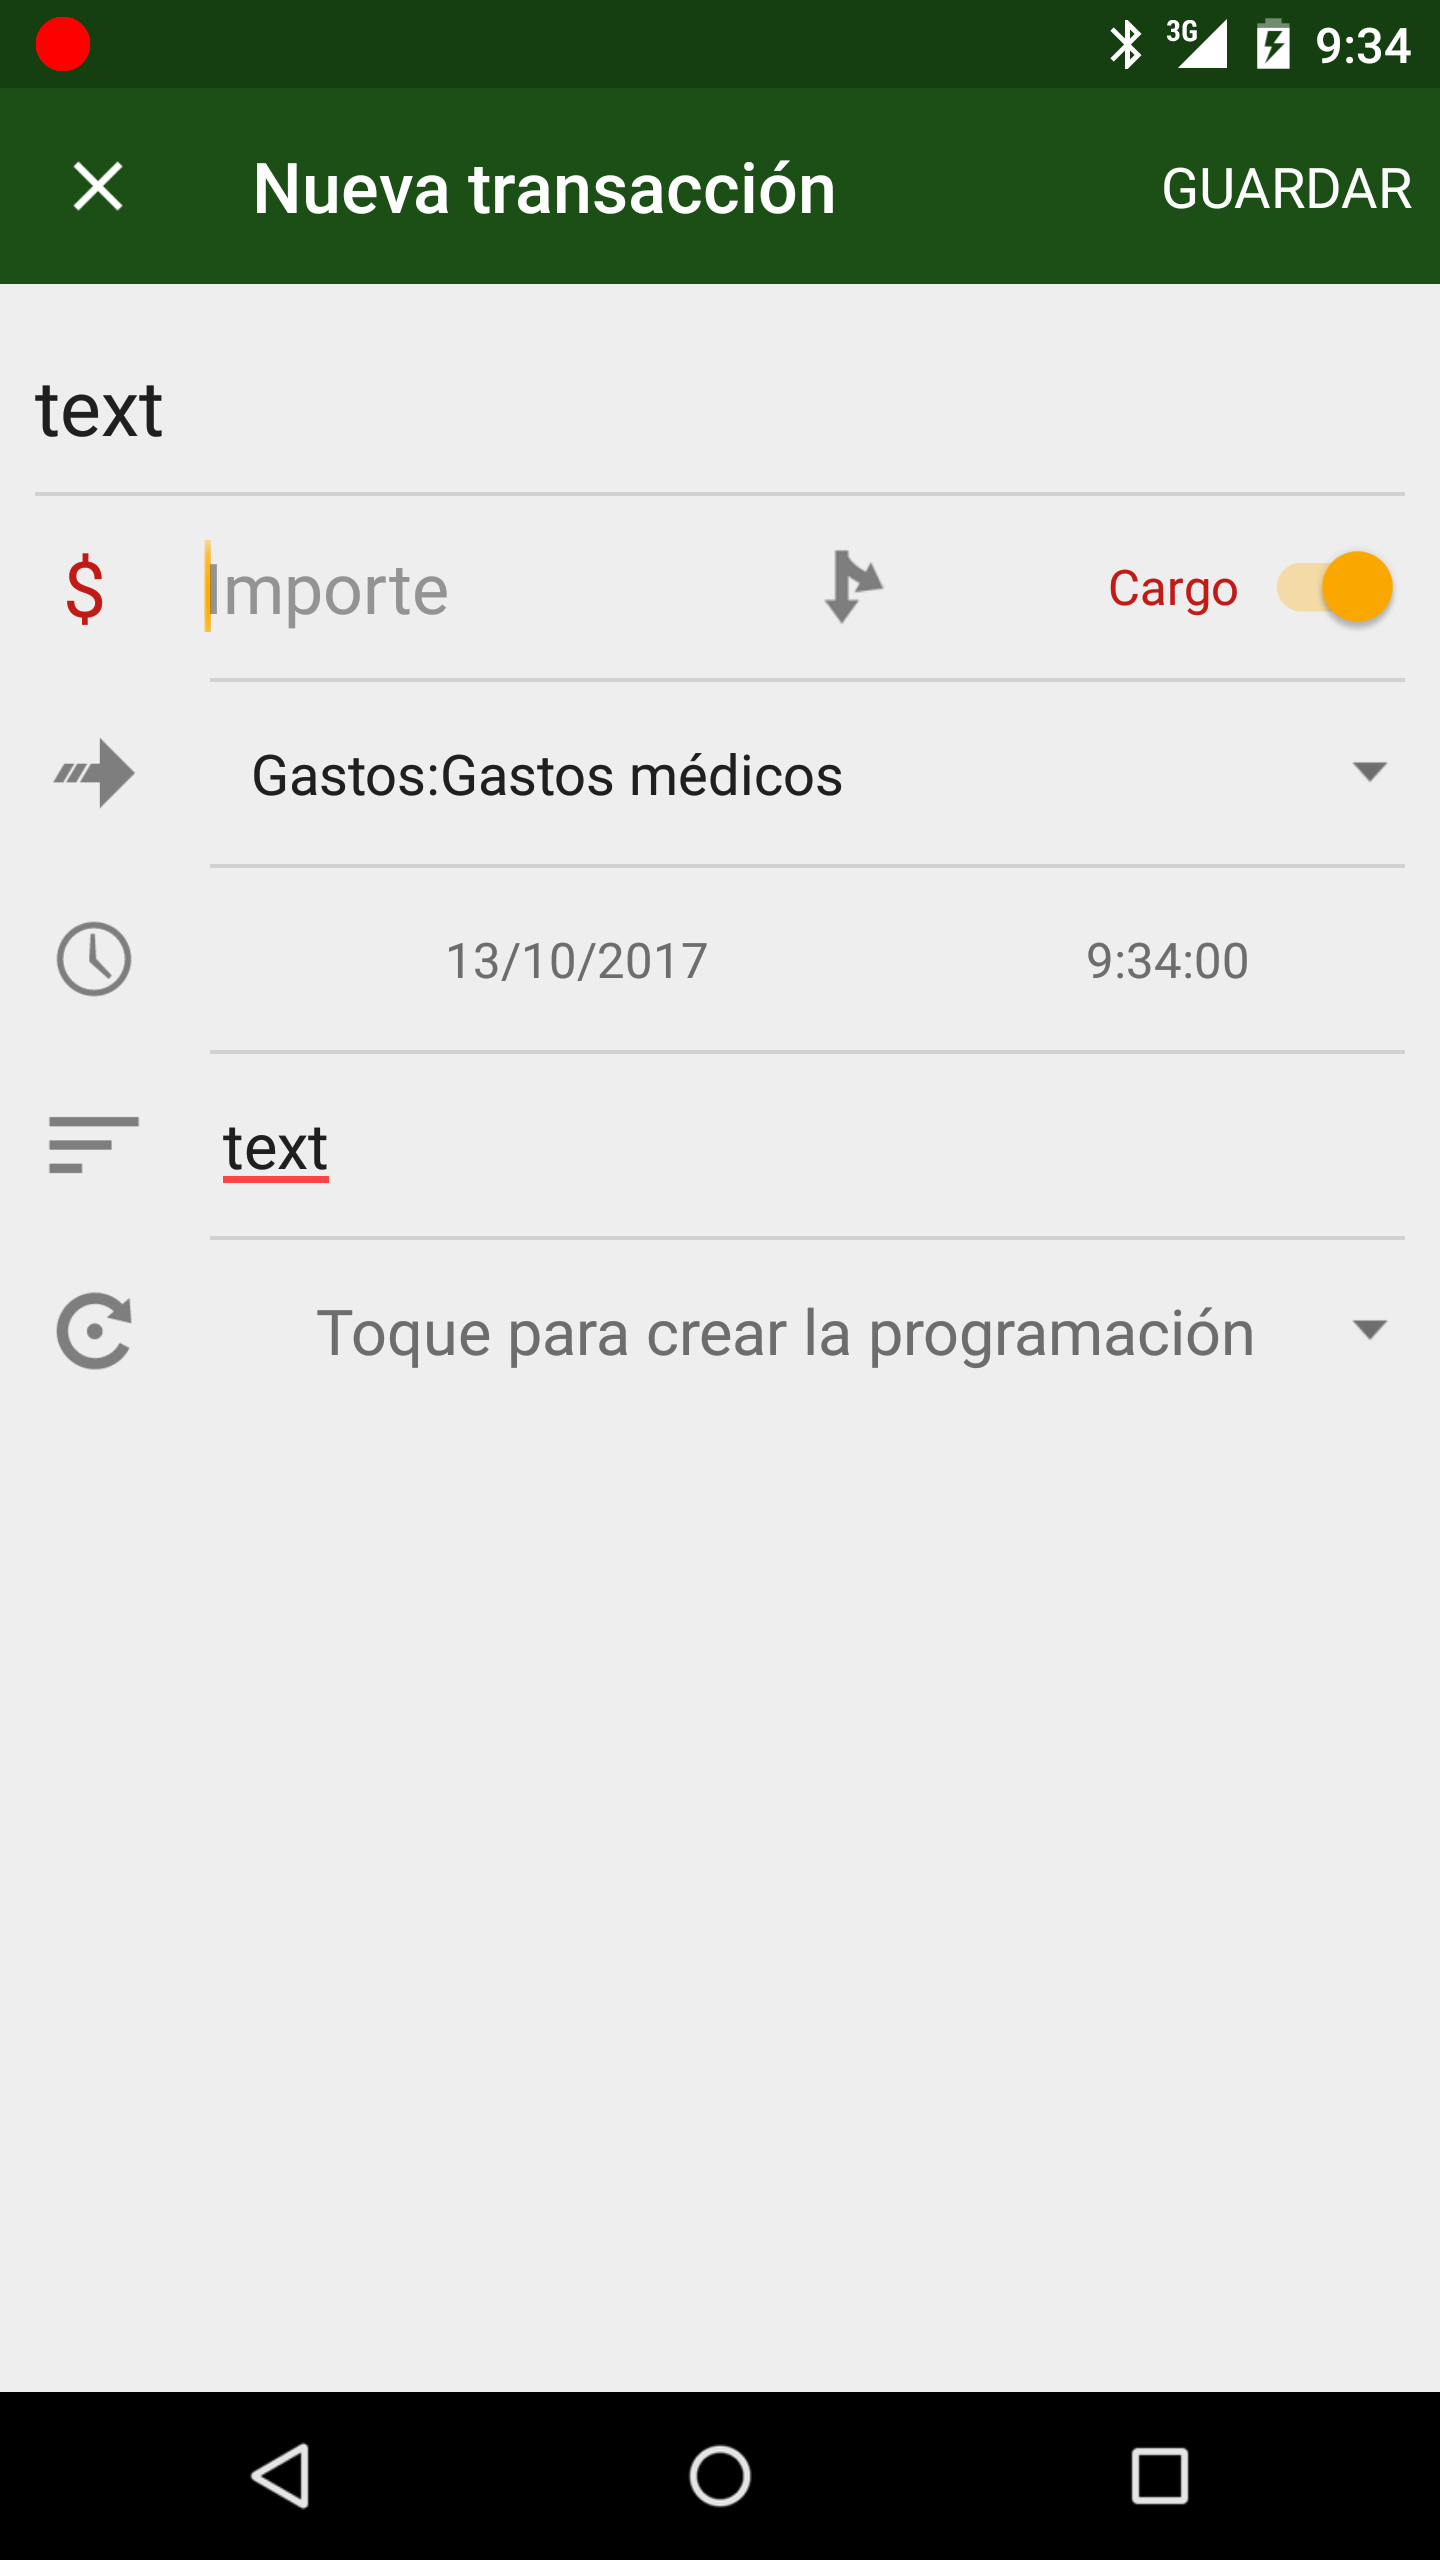 3G 9:34
Nueva transacción GUARDAR
text
$ Importe Cargo
Gastos:Gastos médicos
13/10/2017 9:34:00
text
Toque para crear la programación